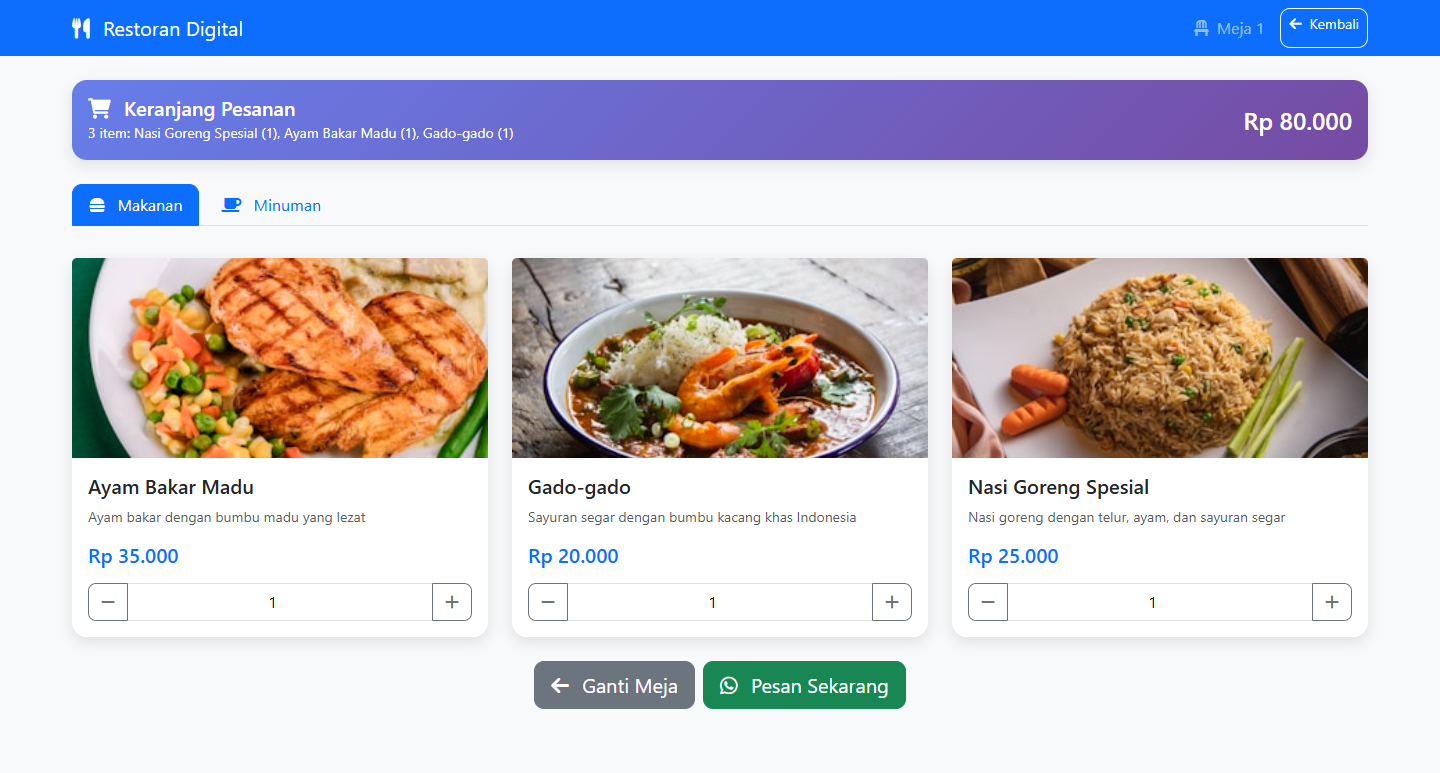 Restoran Digital
Meja 1
Kembali
Keranjang Pesanan
3 item: Nasi Goreng Spesial (1), Ayam Bakar Madu (1), Gado-gado (1)
Rp 80.000
Makanan
Minuman
Ayam Bakar Madu
Ayam bakar dengan bumbu madu yang lezat
Rp 35.000
1
Gado-gado
Sayuran segar dengan bumbu kacang khas Indonesia
Rp 20.000
1
Nasi Goreng Spesial
Nasi goreng dengan telur, ayam, dan sayuran segar
Rp 25.000
1
Ganti Meja
Pesan Sekarang